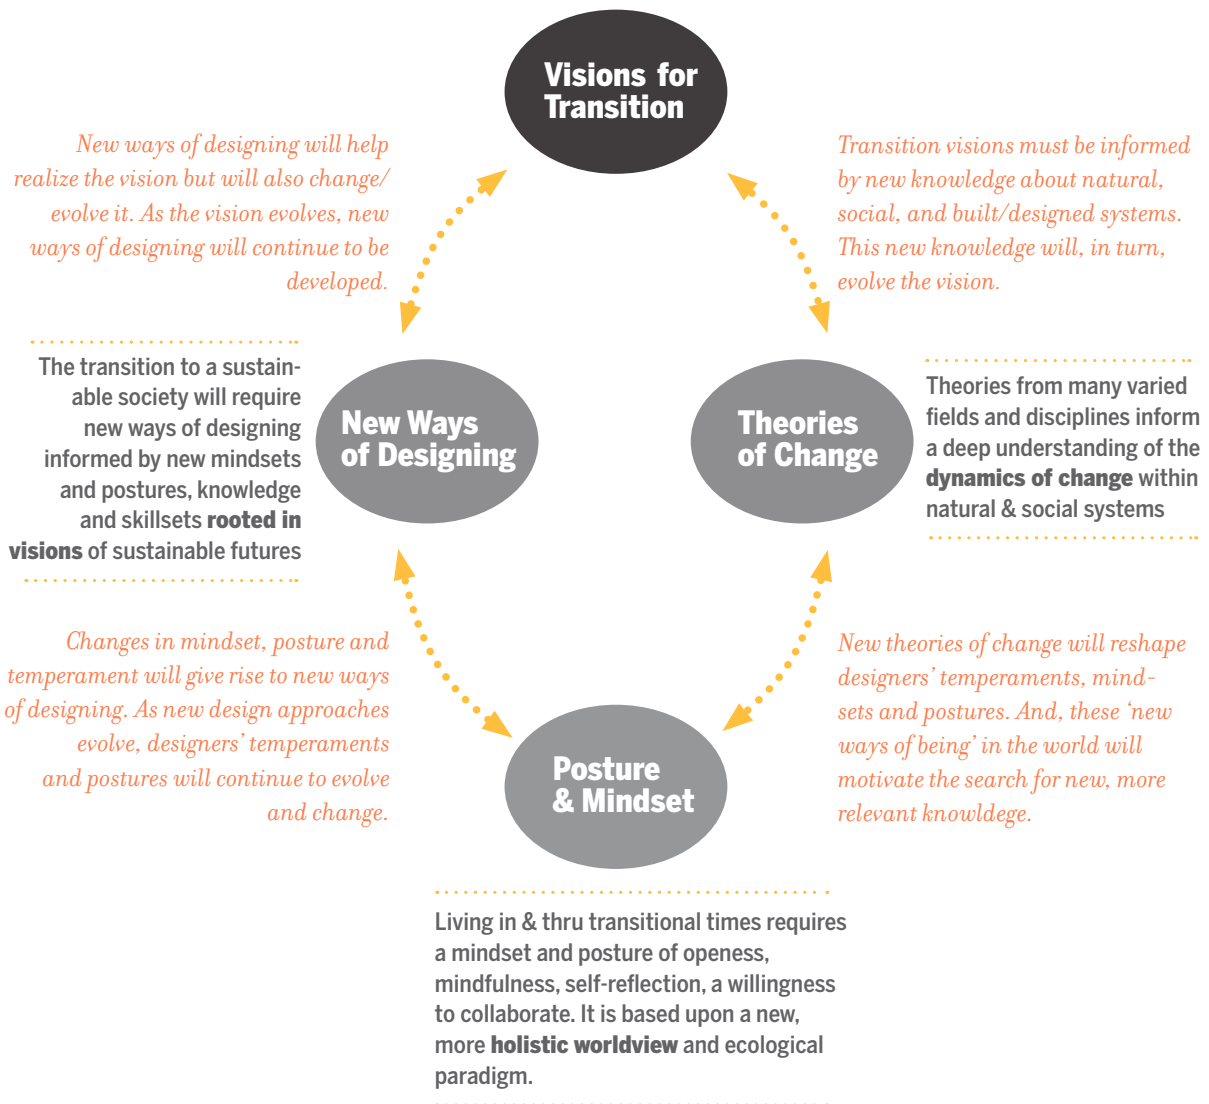 Visions for
Transition
New ways of designing will help
realize the vision but will also change/
evolve it. As the vision evolves, new
ways of designing will continue to be
developed.
Transition visions must be informed
by new knowledge about natural,
social, and built/designed systems.
This new knowledge will, in turn,
evolve the vision.
The transition to a sustain-
able society will require
new ways of designing
informed by new mindsets
and postures, knowledge
and skillsets rooted in
visions of sustainable futures
New Ways
of Designing
Theories
of Change
Theories from many varied
fields and disciplines inform
a deep understanding of the
dynamics of change within
natural & social systems
Changes in mindset, posture and
temperament will give rise to new ways
of designing. As new design approaches
evolve, designers’ temperaments
and postures will continue to evolve
and change.
New theories of change will reshape
designers’ temperaments, mind-
sets and postures. And, these ‘new
ways of being’ in the world will
motivate the search for new, more
relevant knowldege.
Posture
& Mindset
Living in & thru transitional times requires
a mindset and posture of openess,
mindfulness, self-reflection, a willingness
to collaborate. It is based upon a new,
more holistic worldview and ecological
paradigm.